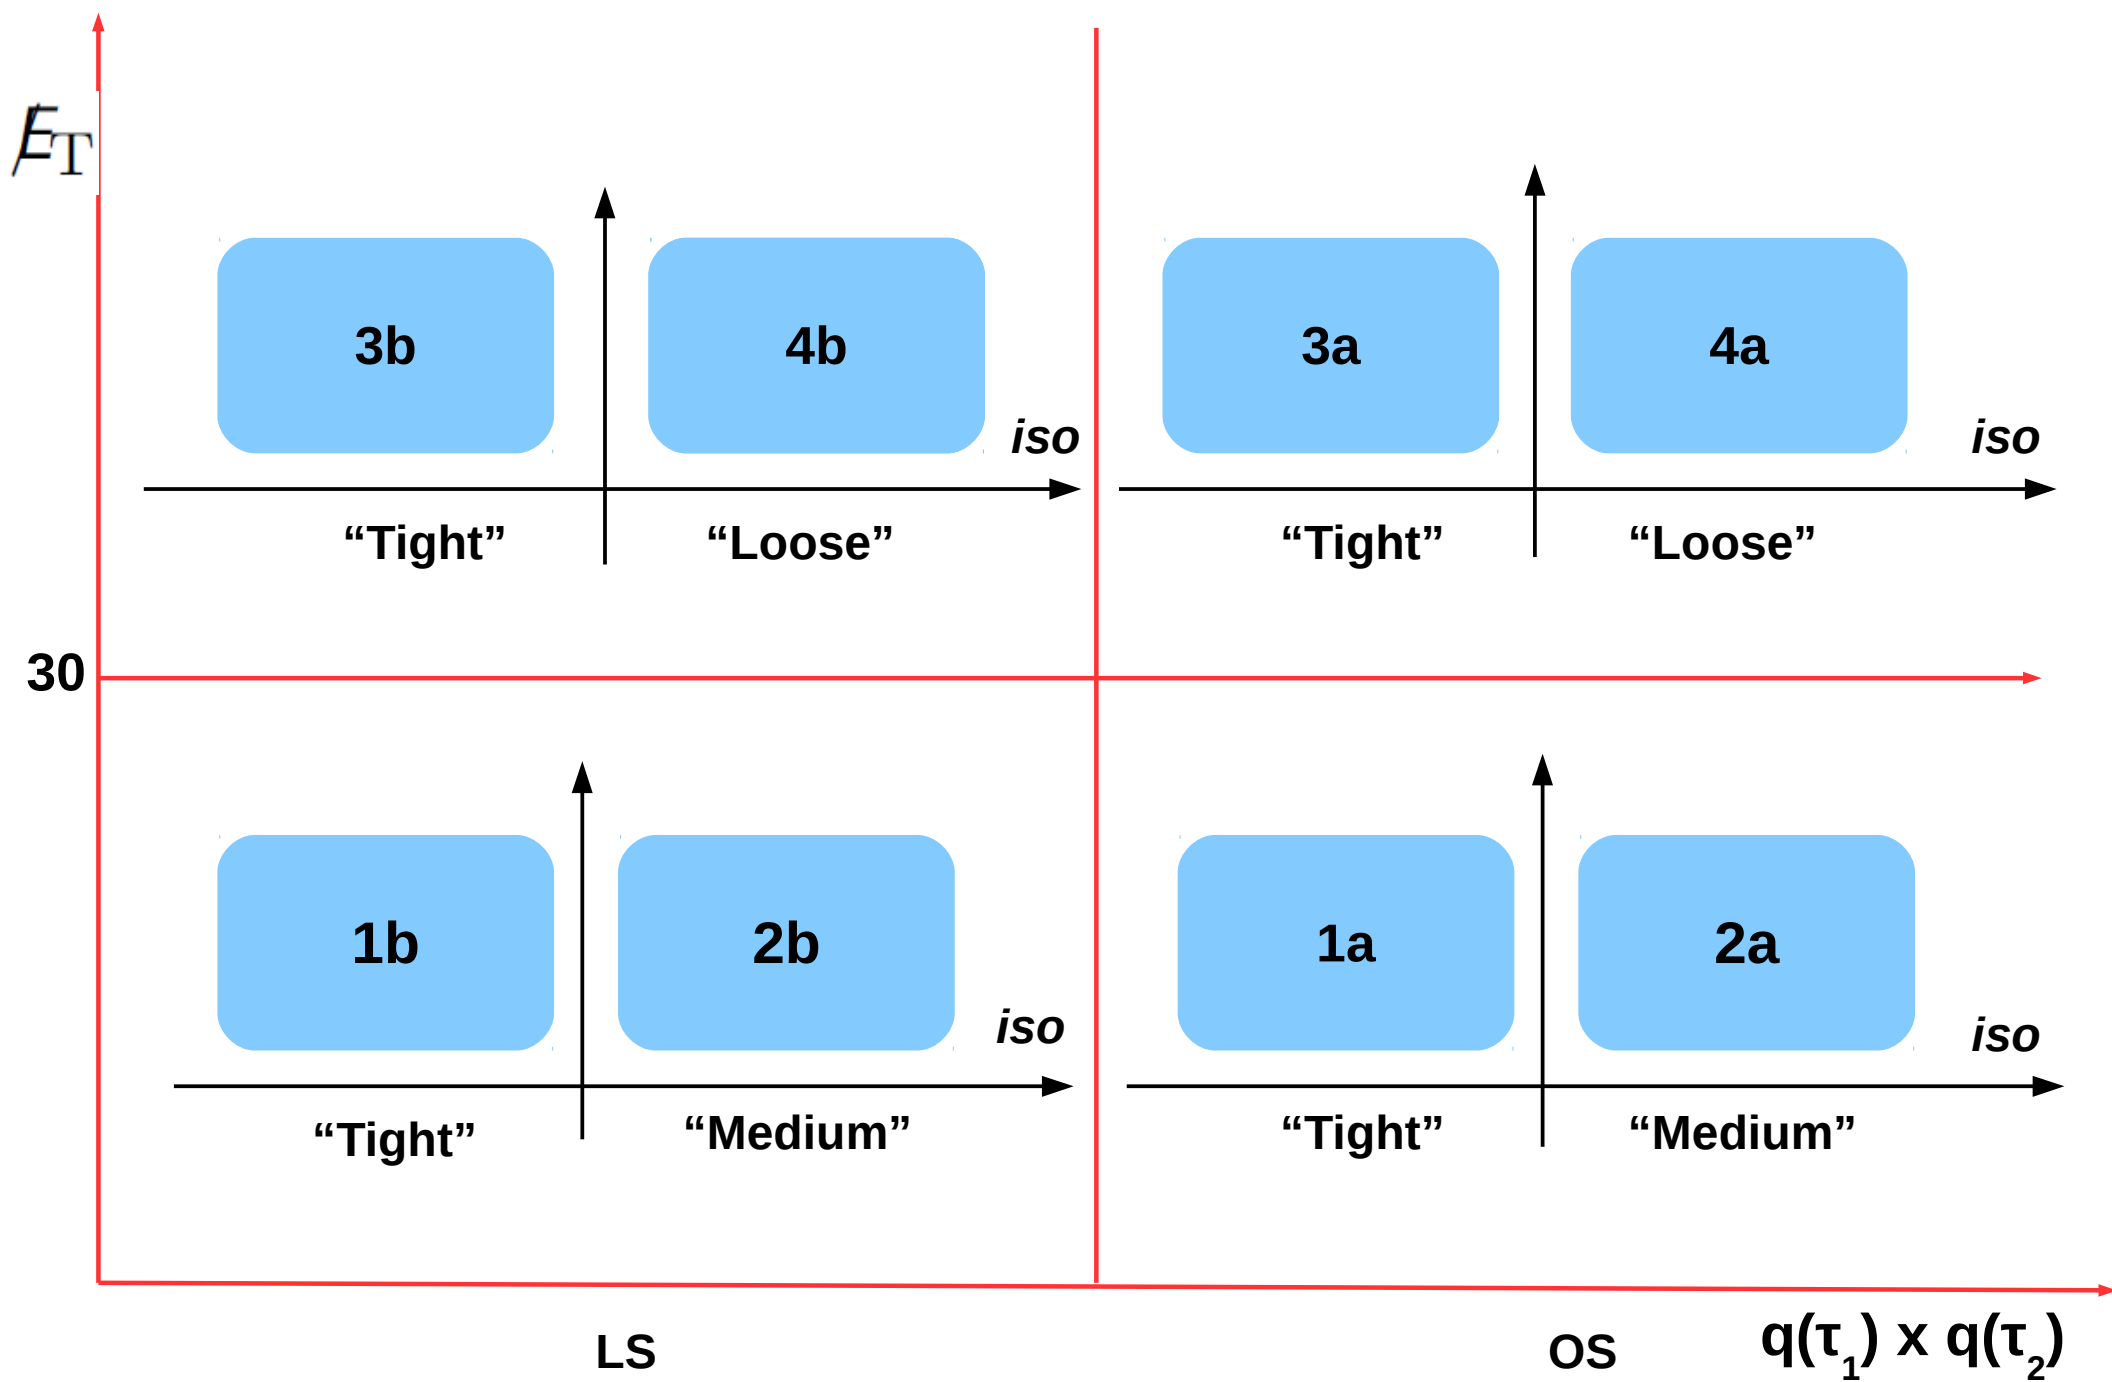 E̸T
3b
4b
iso
“Tight”
“Loose”
3a
4a
iso
“Tight”
“Loose”
30
1b
2b
iso
“Tight”
“Medium”
1a
2a
iso
“Tight”
“Medium”
LS
OS
q(τ1) x q(τ2)